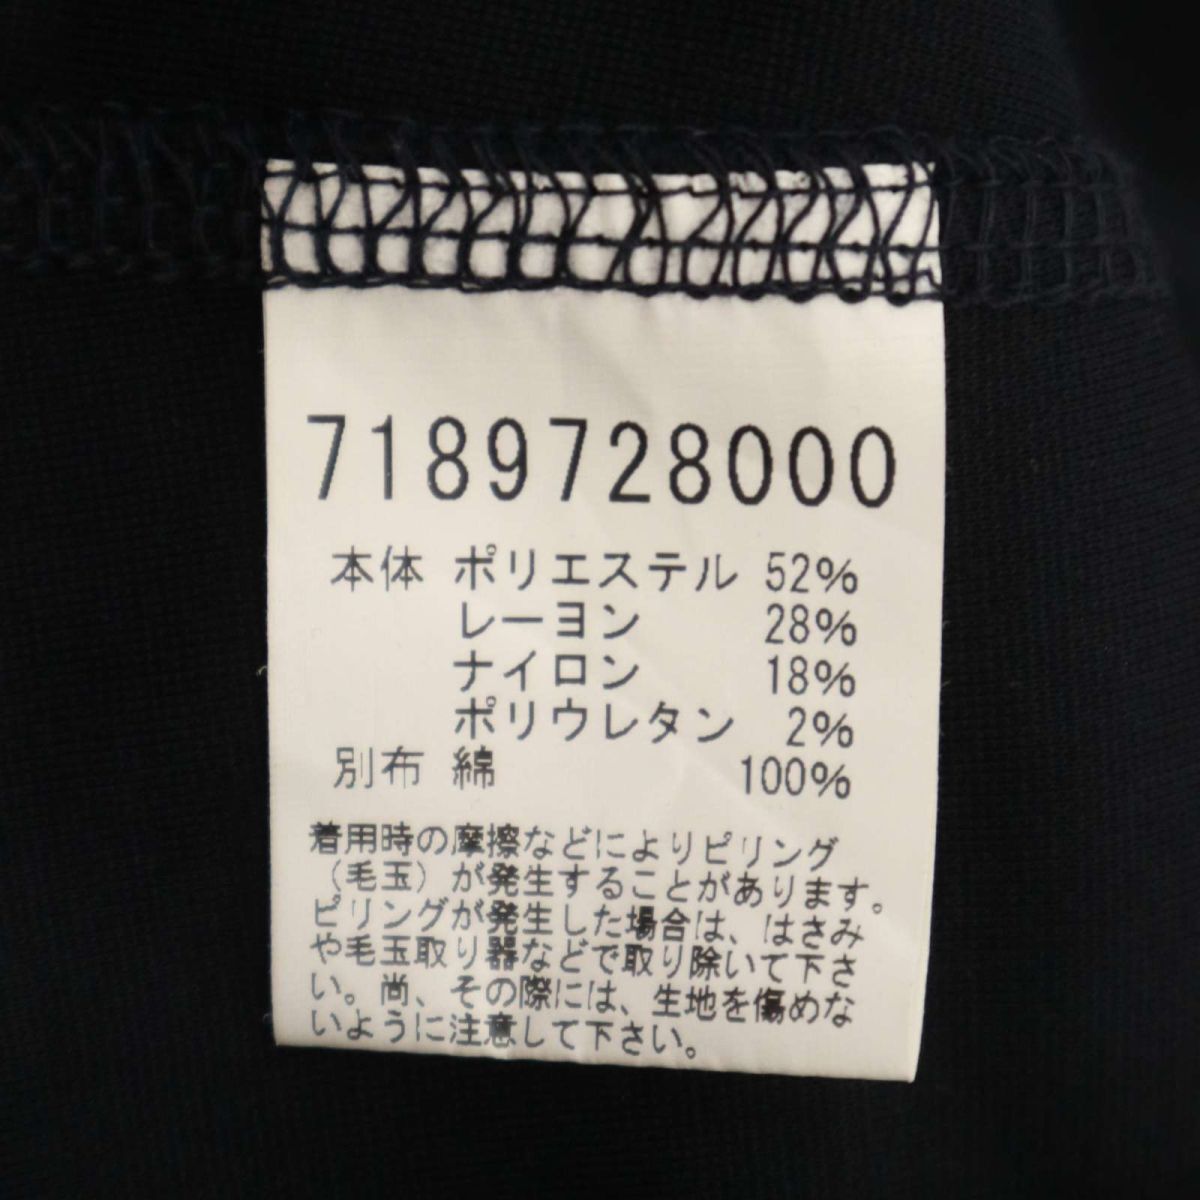 7189728000
本体 ポリエステル 52%
レーヨン 28%
ナイロン 18%
ポリウレタン 2%
別布 綿 100%
着用時の摩擦などによりピリング
（毛玉）が発生することがあります。
ピリングが発生した場合は、はさみ
や毛玉取り器などで取り除いて下さ
い。尚、その際には、生地を傷めな
いように注意して下さい。